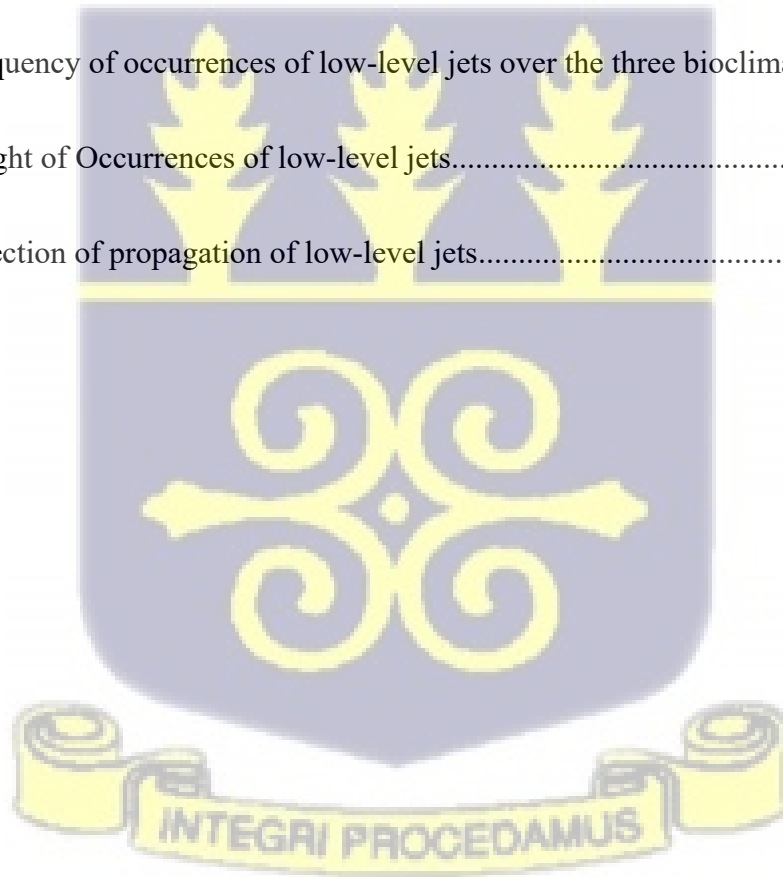 quency of occurrences of low-level jets over the three bioclima
ght of Occurrences of low-level jets........................................
ection of propagation of low-level jets.....................................
INTEGRI PROCEDAMUS